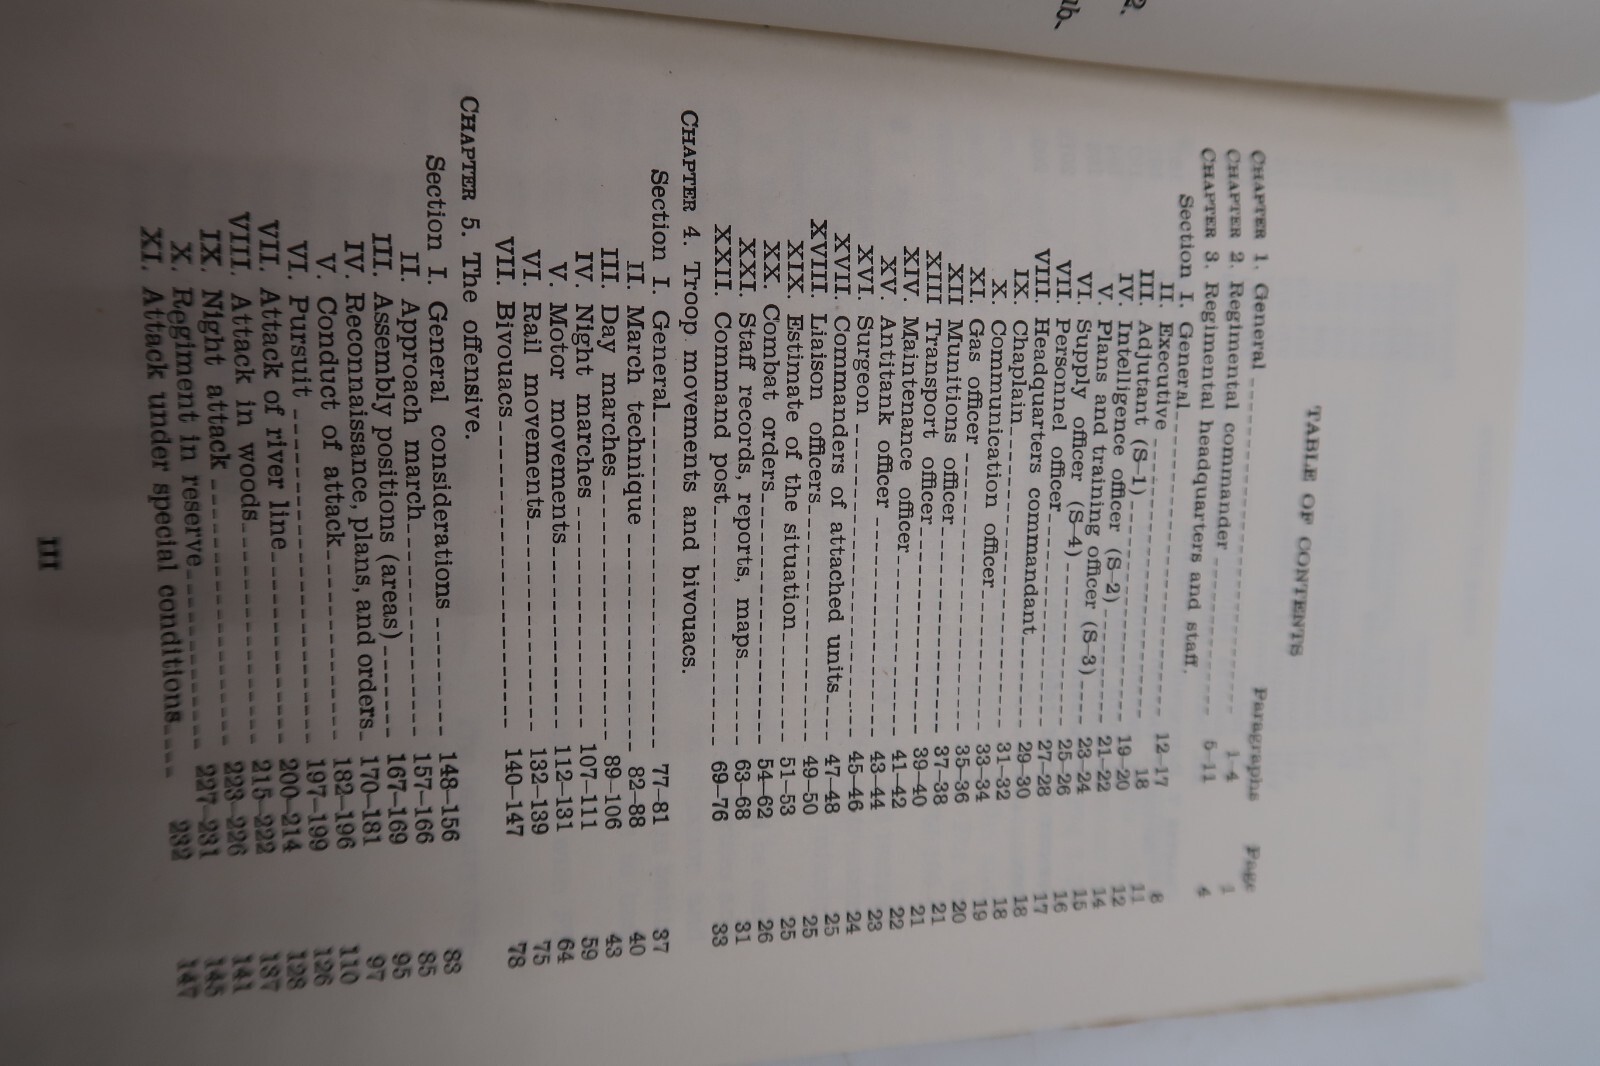 2.
1b.
TABLE OF CONTENTS
Paragraphs Page
CHAPTER 1. General 1–4 1
CHAPTER 2. Regimental commander 5–11 4
CHAPTER 3. Regimental headquarters and staff.
Section I. General 12–17 8
II. Executive 18 11
III. Adjutant (S–1) 19–20 12
IV. Intelligence officer (S–2) 21–22 14
V. Plans and training officer (S–3) 23–24 15
VI. Supply officer (S–4) 25–26 16
VII. Personnel officer 27–28 17
VIII. Headquarters commandant 29–30 18
IX. Chaplain 31–32 18
X. Communication officer 33–34 19
XI. Gas officer 35–36 20
XII Munitions officer 37–38 21
XIII Transport officer 39–40 21
XIV. Maintenance officer 41–42 22
XV. Antitank officer 43–44 23
XVI. Surgeon 45–46 24
XVII. Commanders of attached units 47–48 25
XVIII. Liaison officers 49–50 25
XIX. Estimate of the situation 51–53 25
XX. Combat orders 54–62 26
XXI. Staff records, reports, maps 63–68 31
XXII. Command post 69–76 33
CHAPTER 4. Troop movements and bivouacs.
Section I. General 77–81 37
II. March technique 82–88 40
III. Day marches 89–106 43
IV. Night marches 107–111 59
V. Motor movements 112–131 64
VI. Rail movements 132–139 75
VII. Bivouacs 140–147 78
CHAPTER 5. The offensive.
Section I. General considerations 148–156 83
II. Approach march 157–166 85
III. Assembly positions (areas) 167–169 95
IV. Reconnaissance, plans, and orders 170–181 97
V. Conduct of attack 182–196 110
VI. Pursuit 197–199 126
VII. Attack of river line 200–214 128
VIII. Attack in woods 215–222 137
IX. Night attack 223–226 141
X. Regiment in reserve 227–231 145
XI. Attack under special conditions 232 147
III